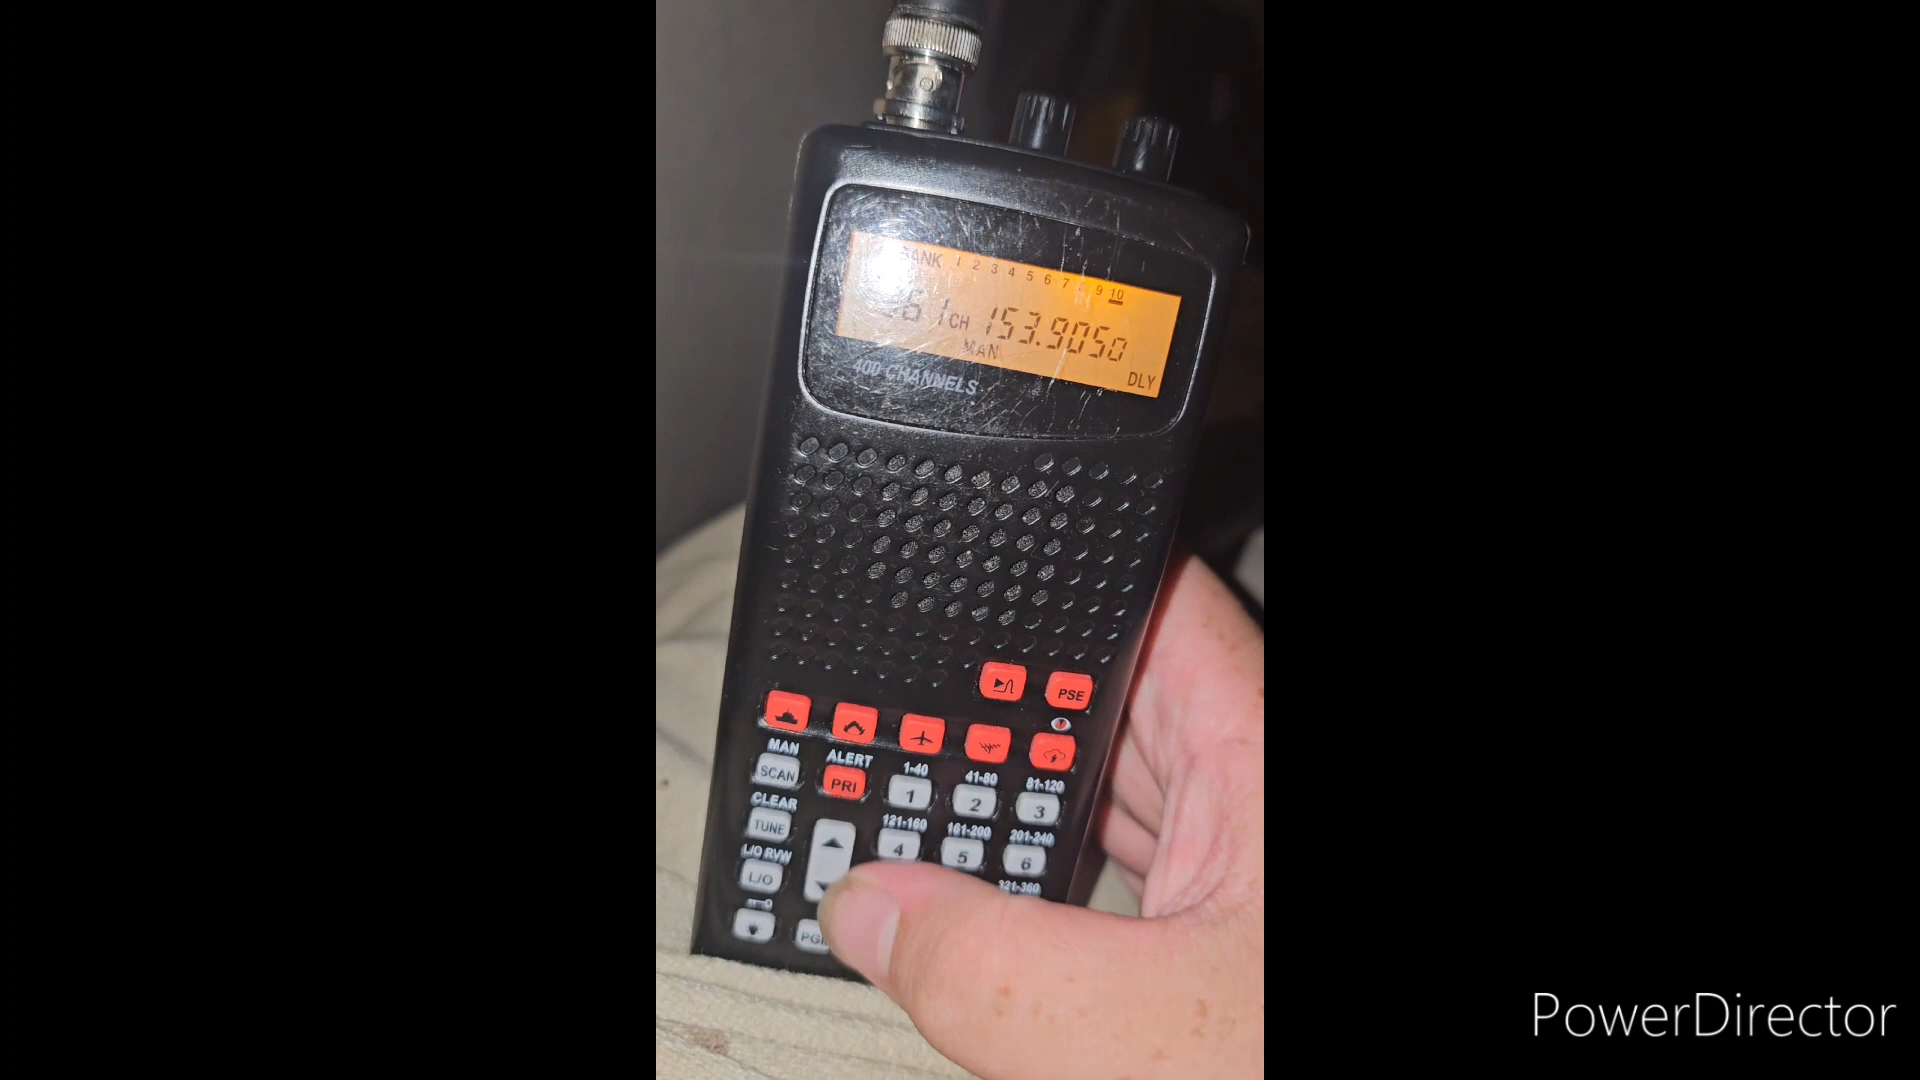 BANK 1 2 3 4 5 6 7 8 9 10
361 CH 153.9050
MAN
DLY
400 CHANNELS
PSE
MAN
ALERT
1-40
41-80
81-120
SCAN
PRI
1
2
3
CLEAR
121-160
161-200
201-240
TUNE
4
5
6
L/O RVW
L/O
321-360
PowerDirector